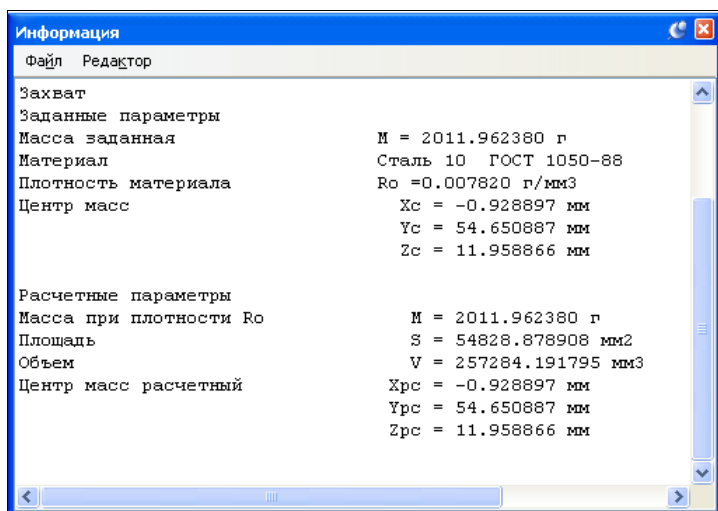 Информация
Файл Редактор
Захват
Заданные параметры
Масса заданная M = 2011.962380 г
Материал Сталь 10 ГОСТ 1050-88
Плотность материала Ro =0.007820 г/мм3
Центр масс Xc = -0.928897 мм
Yc = 54.650887 мм
Zc = 11.958866 мм
Расчетные параметры
Масса при плотности Ro M = 2011.962380 г
Площадь S = 54828.878908 мм2
Объем V = 257284.191795 мм3
Центр масс расчетный Xpc = -0.928897 мм
Ypc = 54.650887 мм
Zpc = 11.958866 мм